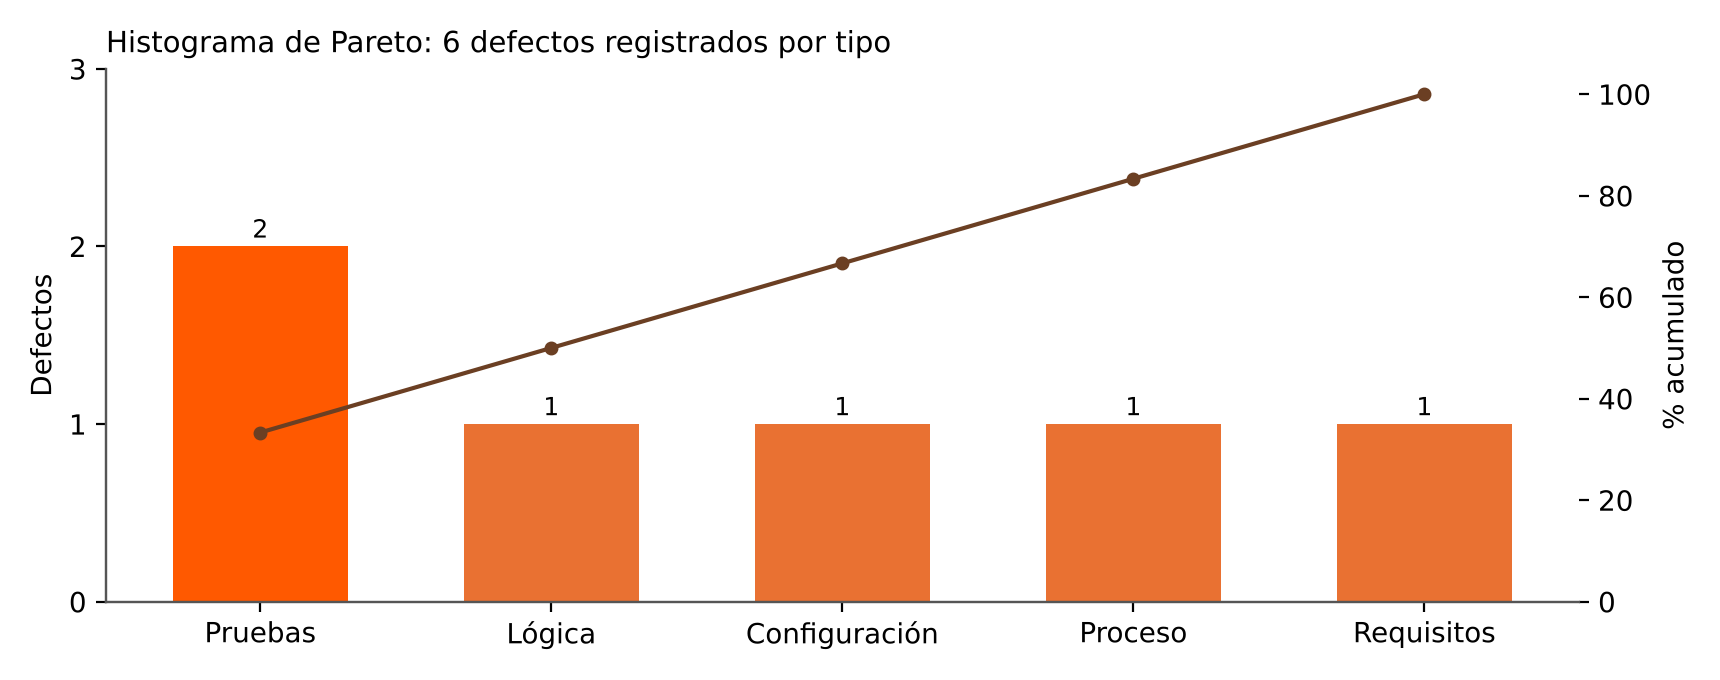 Histograma de Pareto: 6 defectos registrados por tipo
3
2
1
0
Defectos
2
1
1
1
1
100
80
60
40
20
0
% acumulado
Pruebas
Lógica
Configuración
Proceso
Requisitos